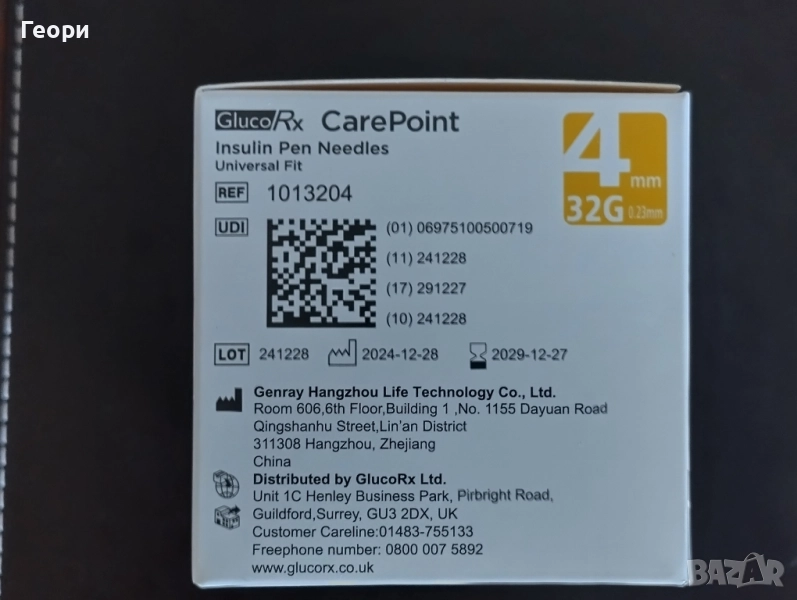 Геори
GlucoRx CarePoint
Insulin Pen Needles
Universal Fit
4mm
32G 0.23mm
REF 1013204
UDI (01) 06975100500719
(11) 241228
(17) 291227
(10) 241228
LOT 241228 2024-12-28 2029-12-27
Genray Hangzhou Life Technology Co., Ltd.
Room 606,6th Floor,Building 1 ,No. 1155 Dayuan Road
Qingshanhu Street,Lin'an District
311308 Hangzhou, Zhejiang
China
Distributed by GlucoRx Ltd.
Unit 1C Henley Business Park, Pirbright Road,
Guildford,Surrey, GU3 2DX, UK
Customer Careline:01483-755133
Freephone number: 0800 007 5892
www.glucorx.co.uk
BAZAR